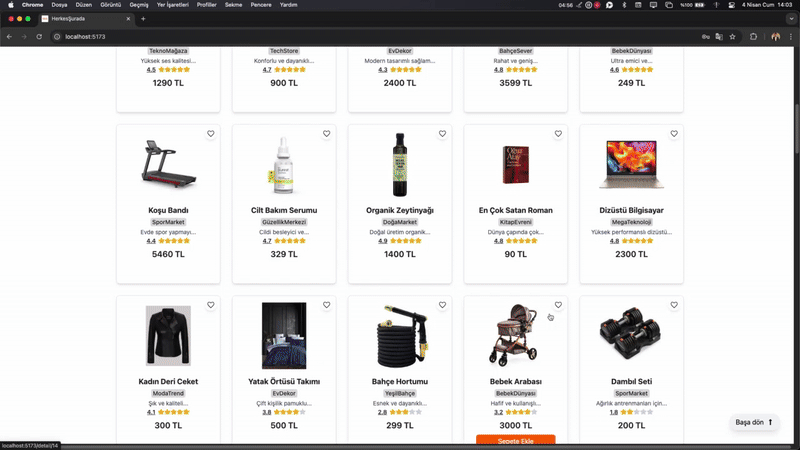 Chrome Dosya Düzen Görüntü Geçmiş Yer İşaretleri Profiller Sekme Pencere Yardım 04:56 %100 4 Nisan Cum 14:03
HerkesŞurada
localhost:5173
TeknoMağaza TechStore EvDekor BahçeSever BebekDünyası
Yüksek ses kalitesi... Konforlu ve dayanıklı... Modern tasarımlı sağlam... Rahat ve geniş... Ultra emici ve...
4.5 4.7 4.3 4.8 4.6
1290 TL 900 TL 2400 TL 3599 TL 249 TL
Oğuz Atay
Koşu Bandı Cilt Bakım Serumu Organik Zeytinyağı En Çok Satan Roman Dizüstü Bilgisayar
SporMarket GüzellikMerkezi DoğaMarket KitapEvreni MegaTeknoloji
Evde spor yapmayı... Cildi besleyici ve... Doğal üretim organik... Dünya çapında çok... Yüksek performanslı dizüstü...
4.4 4.7 4.9 4.8 4.8
5460 TL 329 TL 1400 TL 90 TL 2300 TL
Kadın Deri Ceket Yatak Örtüsü Takımı Bahçe Hortumu Bebek Arabası Dambıl Seti
ModaTrend EvDekor YeşilBahçe BebekDünyası SporMarket
Şık ve kaliteli... Çift kişilik pamuklu... Esnek ve dayanıklı... Hafif ve kullanışlı... Ağırlık antrenmanları için...
4.1 3.8 2.8 3.2 1.8
300 TL 500 TL 299 TL 3000 TL 200 TL
Başa dön
Sepete Ekle
localhost:5173/detail/14